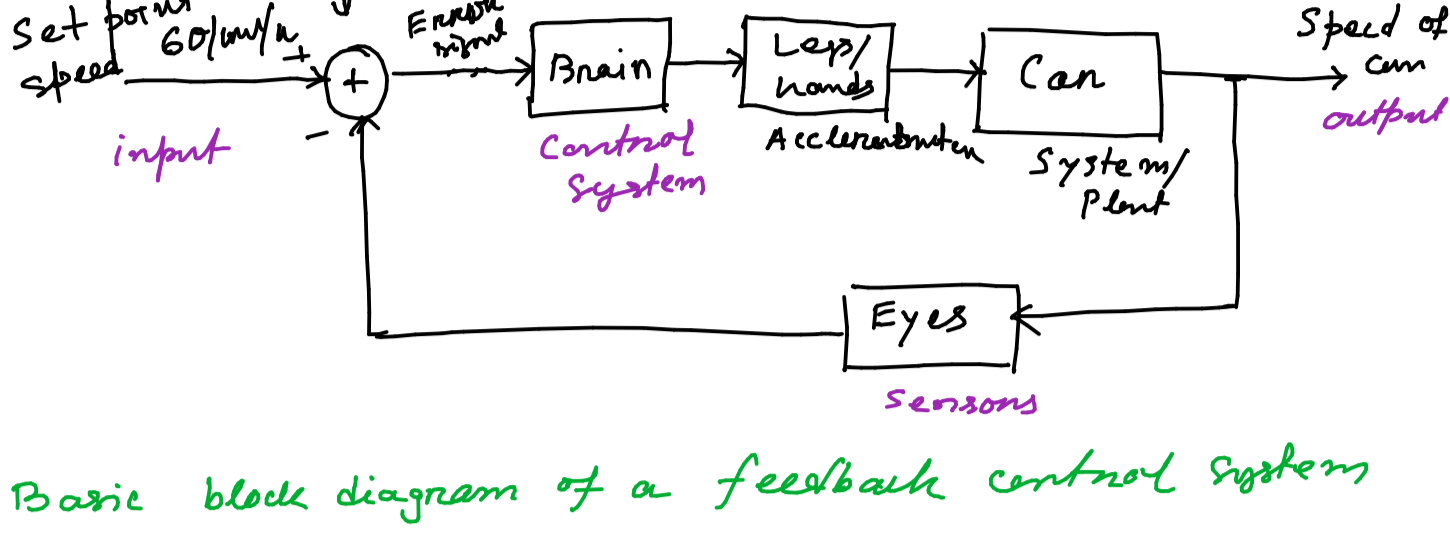 Set point
speed
60 km/h
+
Error
signal
+
-
input
Brain
Control
system
Legs/
hands
Car
System/
Plant
Speed of
car
output
Eyes
sensors
Basic block diagram of a feedback control system